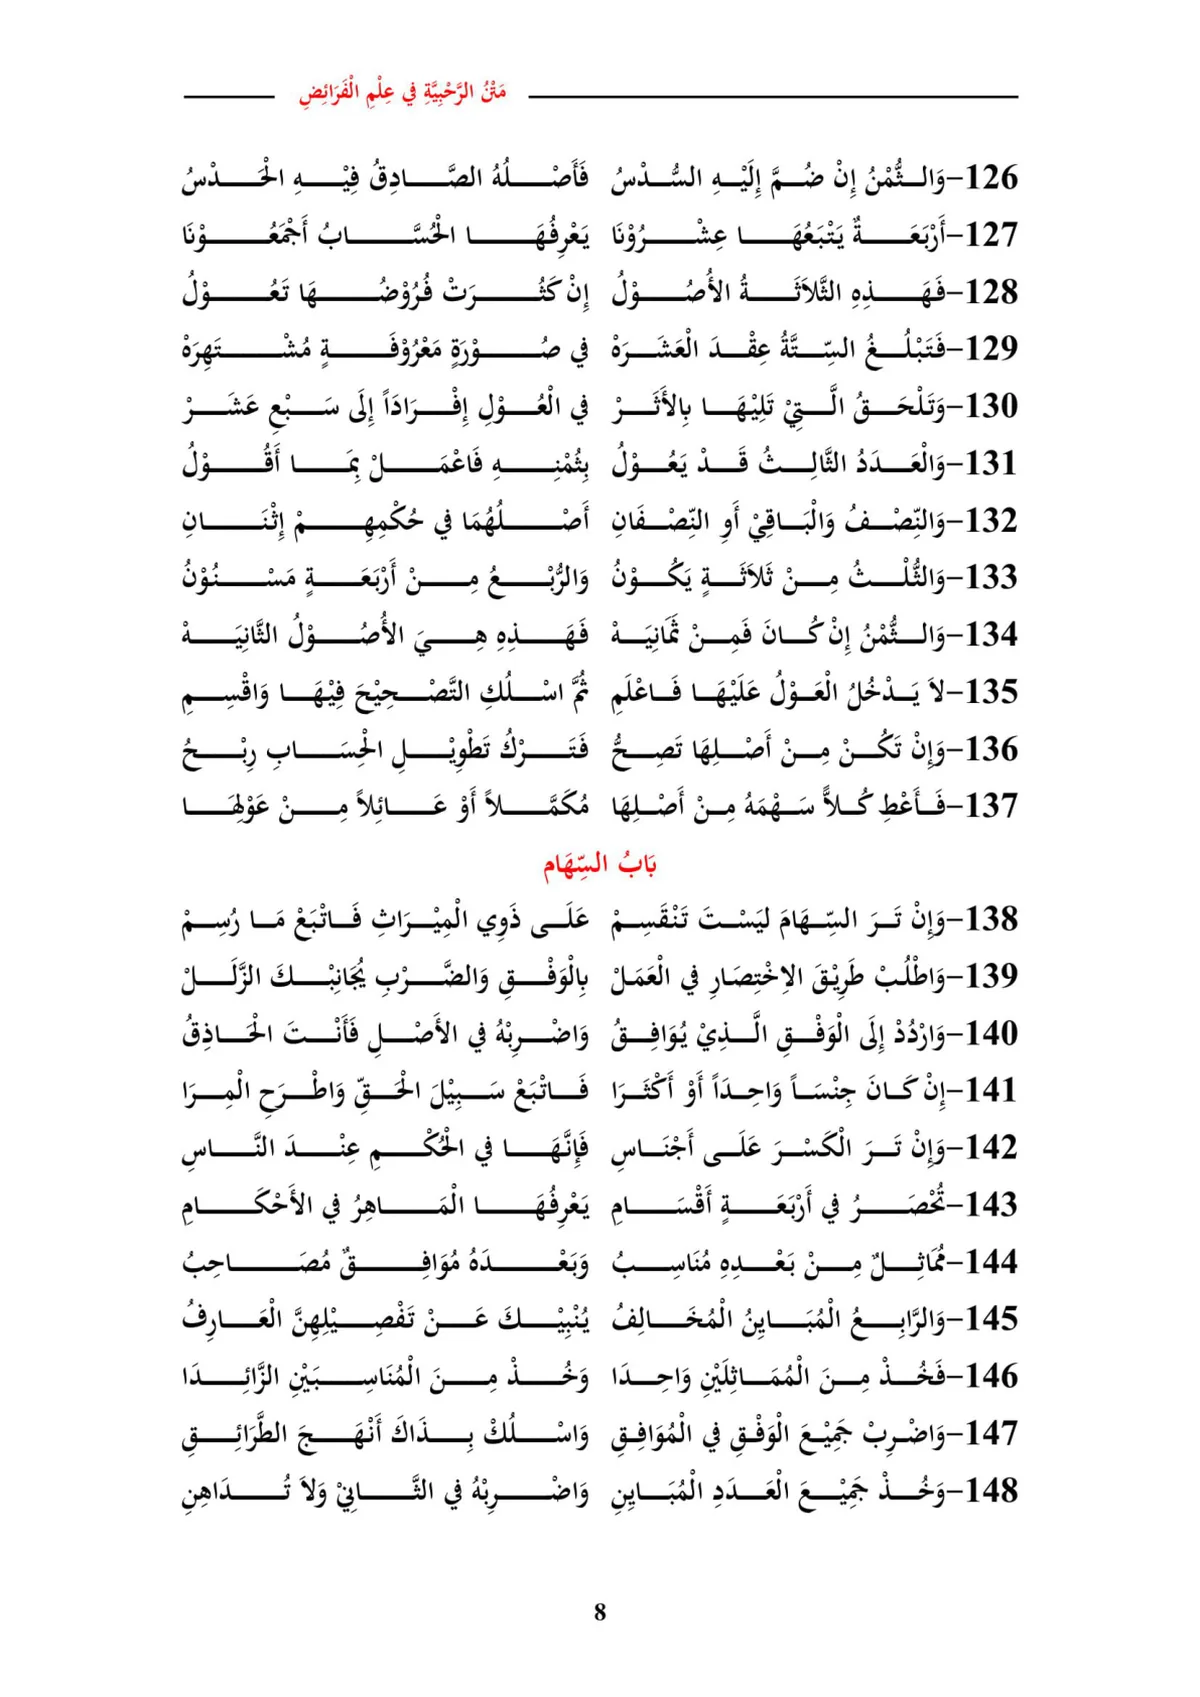 مَتْنُ الرَّحْبِيَّةِ فِي عِلْمِ الْفَرَائِضِ
126-وَالثُّمْنُ إِنْ ضُمَّ إِلَيْهِ السُّدْسُ فَأَصْلُهُ الصَّادِقُ فِيْهِ الْحَدْسُ
127-أَرْبَعَةٌ يَتْبَعُهَا عِشْرُوْنَا يَعْرِفُهَا الْحُسَّابُ أَجْمَعُوْنَا
128-فَهَذِهِ الثَّلاَثَةُ الأُصُوْلُ إِنْ كَثُرَتْ فُرُوْضُهَا تَعُوْلُ
129-فَتَبْلُغُ السِّتَّةُ عِقْدَ الْعَشَرَهْ فِي صُوْرَةٍ مَعْرُوْفَةٍ مُشْتَهِرَهْ
130-وَتَلْحَقُ الَّتِيْ تَلِيْهَا بِالأَثَرْ فِي الْعُوْلِ إِفْرَادَاً إِلَى سَبْعِ عَشَرْ
131-وَالْعَدَدُ الثَّالِثُ قَدْ يَعُوْلُ بِثُمْنِهِ فَاعْمَلْ بِمَا أَقُوْلُ
132-وَالنِّصْفُ وَالْبَاقِيْ أَوِ النِّصْفَانِ أَصْلُهُمَا فِي حُكْمِهِمْ إِثْنَانِ
133-وَالثُّلْثُ مِنْ ثَلاَثَةٍ يَكُوْنُ وَالرُّبْعُ مِنْ أَرْبَعَةٍ مَسْنُوْنُ
134-وَالثُّمْنُ إِنْ كَانَ فَمِنْ ثَمَانِيَهْ فَهَذِهِ هِيَ الأُصُوْلُ الثَّانِيَهْ
135-لاَ يَدْخُلُ الْعَوْلُ عَلَيْهَا فَاعْلَمِ ثُمَّ اسْلُكِ التَّصْحِيْحَ فِيْهَا وَاقْسِمِ
136-وَإِنْ تَكُنْ مِنْ أَصْلِهَا تَصِحُّ فَتَرْكُ تَطْوِيْلِ الْحِسَابِ رِبْحُ
137-فَأَعْطِ كُلاًّ سَهْمَهُ مِنْ أَصْلِهَا مُكَمَّلاً أَوْ عَائِلاً مِنْ عَوْلِهَا
بَابُ السِّهَام
138-وَإِنْ تَرَ السِّهَامَ لَيَسْتَ تَنْقَسِمْ عَلَى ذَوِي الْمِيْرَاثِ فَاتْبَعْ مَا رُسِمْ
139-وَاطْلُبْ طَرِيْقَ الاِخْتِصَارِ فِي الْعَمَلْ بِالْوَفْقِ وَالضَّرْبِ يُجَانِبْكَ الزَّلَلْ
140-وَارْدُدْ إِلَى الْوَفْقِ الَّذِيْ يُوَافِقُ وَاضْرِبْهُ فِي الأَصْلِ فَأَنْتَ الْحَاذِقُ
141-إِنْ كَانَ جِنْسَاً وَاحِدَاً أَوْ أَكْثَرَا فَاتْبَعْ سَبِيْلَ الْحَقِّ وَاطْرَحِ الْمِرَا
142-وَإِنْ تَرَ الْكَسْرَ عَلَى أَجْنَاسِ فَإِنَّهَا فِي الْحُكْمِ عِنْدَ النَّاسِ
143-تُحْصَرُ فِي أَرْبَعَةٍ أَقْسَامِ يَعْرِفُهَا الْمَاهِرُ فِي الأَحْكَامِ
144-مُمَاثِلٌ مِنْ بَعْدِهِ مُنَاسِبُ وَبَعْدَهُ مُوَافِقٌ مُصَاحِبُ
145-وَالرَّابِعُ الْمُبَايِنُ الْمُخَالِفُ يُنْبِيْكَ عَنْ تَفْصِيْلِهِنَّ الْعَارِفُ
146-فَخُذْ مِنَ الْمُمَاثِلَيْنِ وَاحِدَا وَخُذْ مِنَ الْمُنَاسِبَيْنِ الزَّائِدَا
147-وَاضْرِبْ جَمِيْعَ الْوَفْقِ فِي الْمُوَافِقِ وَاسْلُكْ بِذَاكَ أَنْهَجَ الطَّرَائِقِ
148-وَخُذْ جَمِيْعَ الْعَدَدِ الْمُبَايِنِ وَاضْرِبْهُ فِي الثَّانِيْ وَلاَ تُدَاهِنِ
8